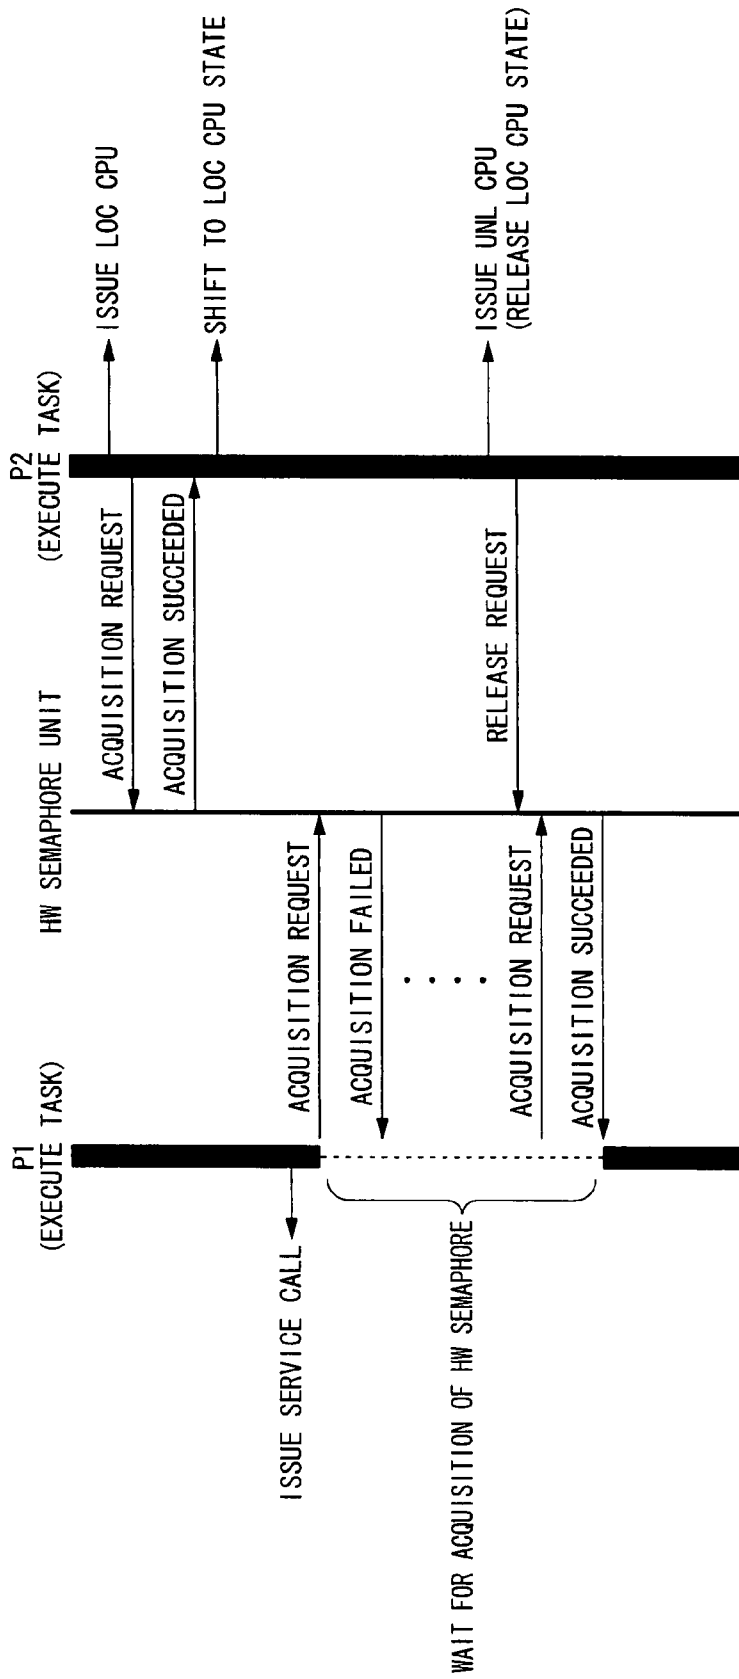 P1
(EXECUTE TASK)
HW SEMAPHORE UNIT
P2
(EXECUTE TASK)
ISSUE LOC CPU
ACQUISITION REQUEST
ACQUISITION SUCCEEDED
SHIFT TO LOC CPU STATE
ISSUE SERVICE CALL
ACQUISITION REQUEST
ACQUISITION FAILED
WAIT FOR ACQUISITION OF HW SEMAPHORE
ISSUE UNL CPU
(RELEASE LOC CPU STATE)
RELEASE REQUEST
ACQUISITION REQUEST
ACQUISITION SUCCEEDED